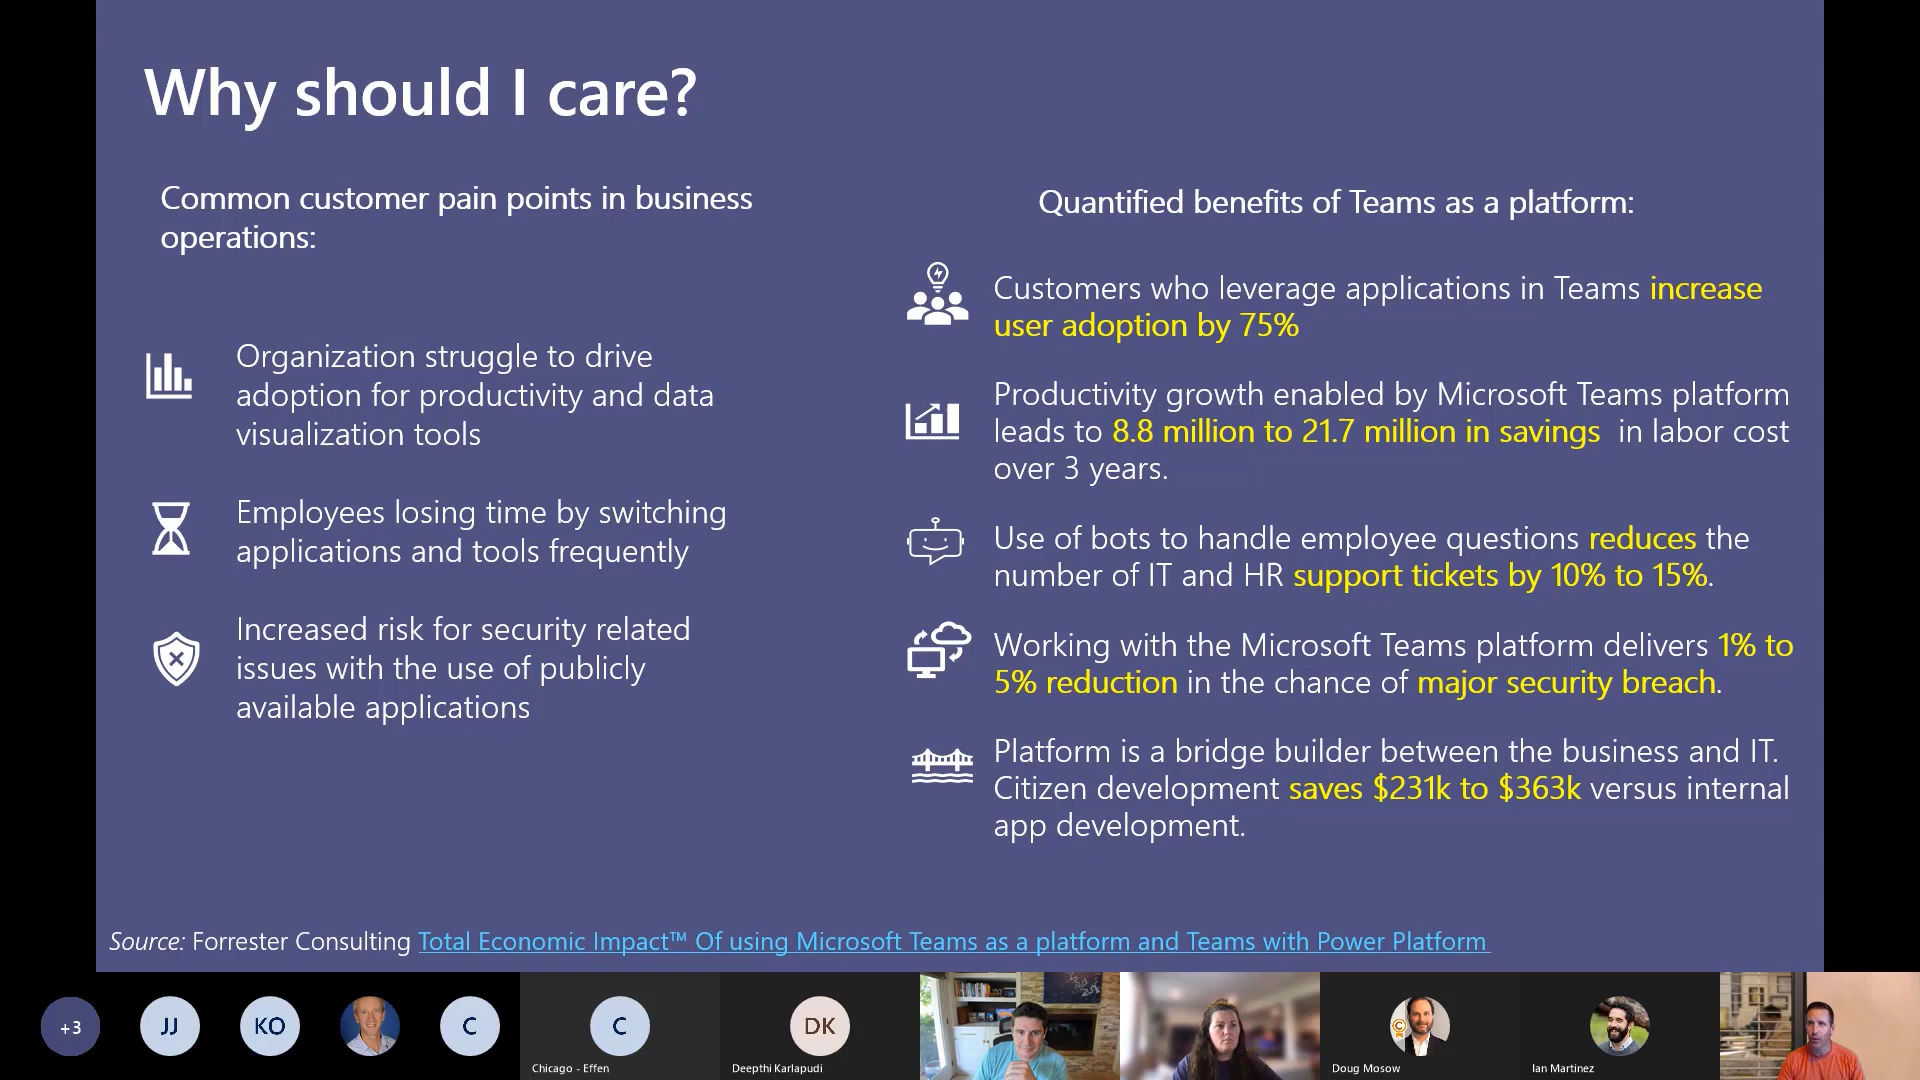 Why should I care?
Common customer pain points in business
operations:
Organization struggle to drive
adoption for productivity and data
visualization tools
Employees losing time by switching
applications and tools frequently
Increased risk for security related
issues with the use of publicly
available applications
Quantified benefits of Teams as a platform:
Customers who leverage applications in Teams increase
user adoption by 75%
Productivity growth enabled by Microsoft Teams platform
leads to 8.8 million to 21.7 million in savings in labor cost
over 3 years.
Use of bots to handle employee questions reduces the
number of IT and HR support tickets by 10% to 15%.
Working with the Microsoft Teams platform delivers 1% to
5% reduction in the chance of major security breach.
Platform is a bridge builder between the business and IT.
Citizen development saves $231k to $363k versus internal
app development.
Source: Forrester Consulting Total Economic Impact™ Of using Microsoft Teams as a platform and Teams with Power Platform
+3
JJ
KO
C
C
Chicago - Effen
DK
Deepthi Karlapudi
Doug Mosow
Ian Martinez